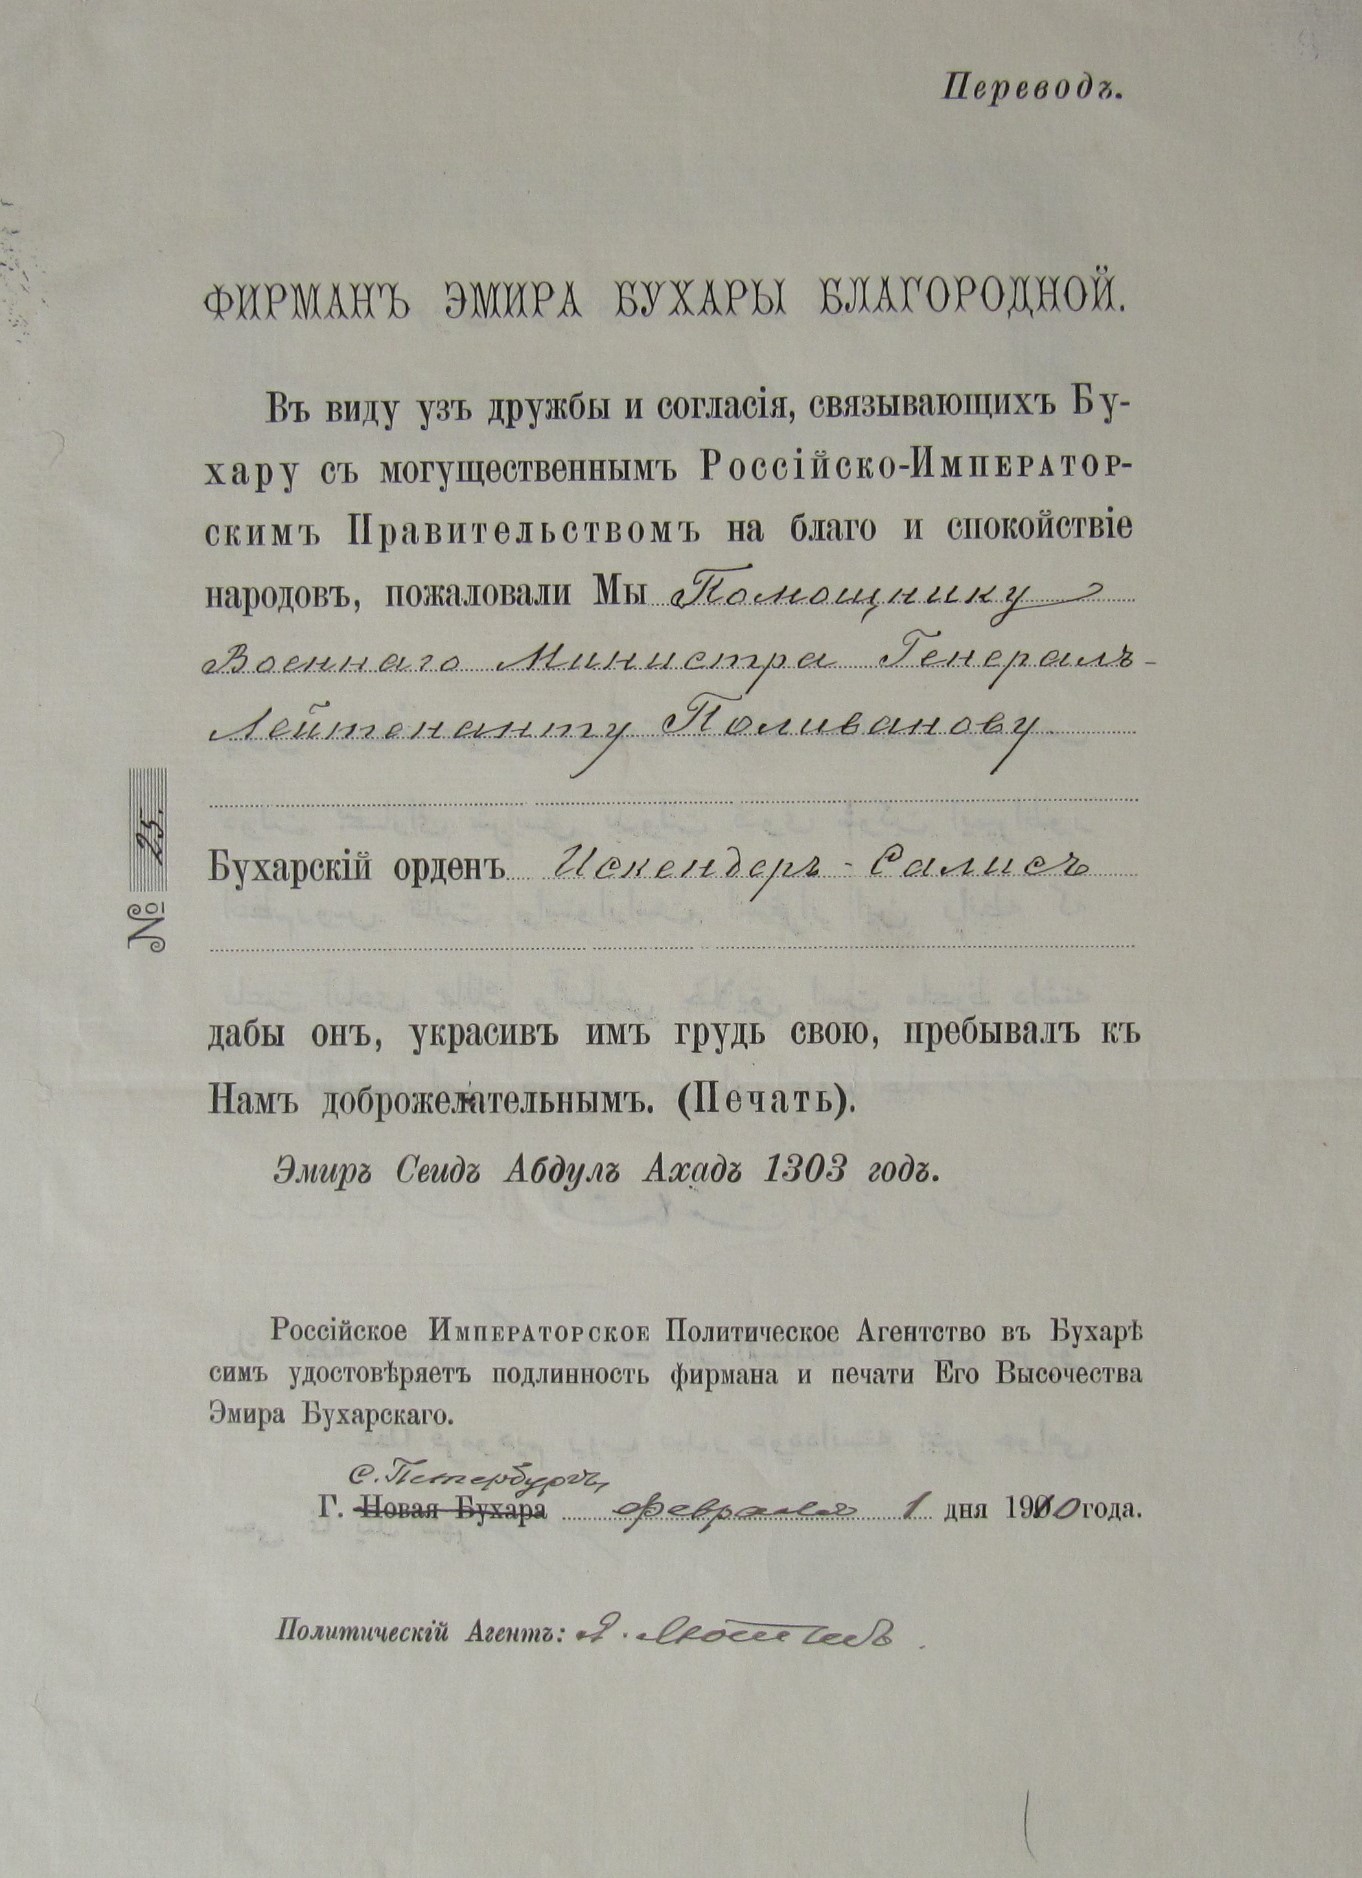 Переводъ.
ФИРМАНЪ ЭМИРА БУХАРЫ БЛАГОРОДНОЙ.
Въ виду узъ дружбы и согласія, связывающихъ Бу-
хару съ могущественнымъ Россійско-Император-
скимъ Правительствомъ на благо и спокойствіе
народовъ, пожаловали Мы Помощнику
Военнаго Министра Генералъ-
Лейтенанту Поливанову.
№ 25.
Бухарскій орденъ Искендеръ-Салисъ
дабы онъ, украсивъ имъ грудь свою, пребывалъ къ
Намъ доброжелательнымъ. (Печать).
Эмиръ Сеидъ Абдулъ Ахадъ 1303 годъ.
Россійское Императорское Политическое Агентство въ Бухарѣ
симъ удостовѣряетъ подлинность фирмана и печати Его Высочества
Эмира Бухарскаго.
С. Петербургъ,
Г. Новая Бухара февраля 1 дня 1910 года.
Политическій Агентъ: Я. Лютшъ.